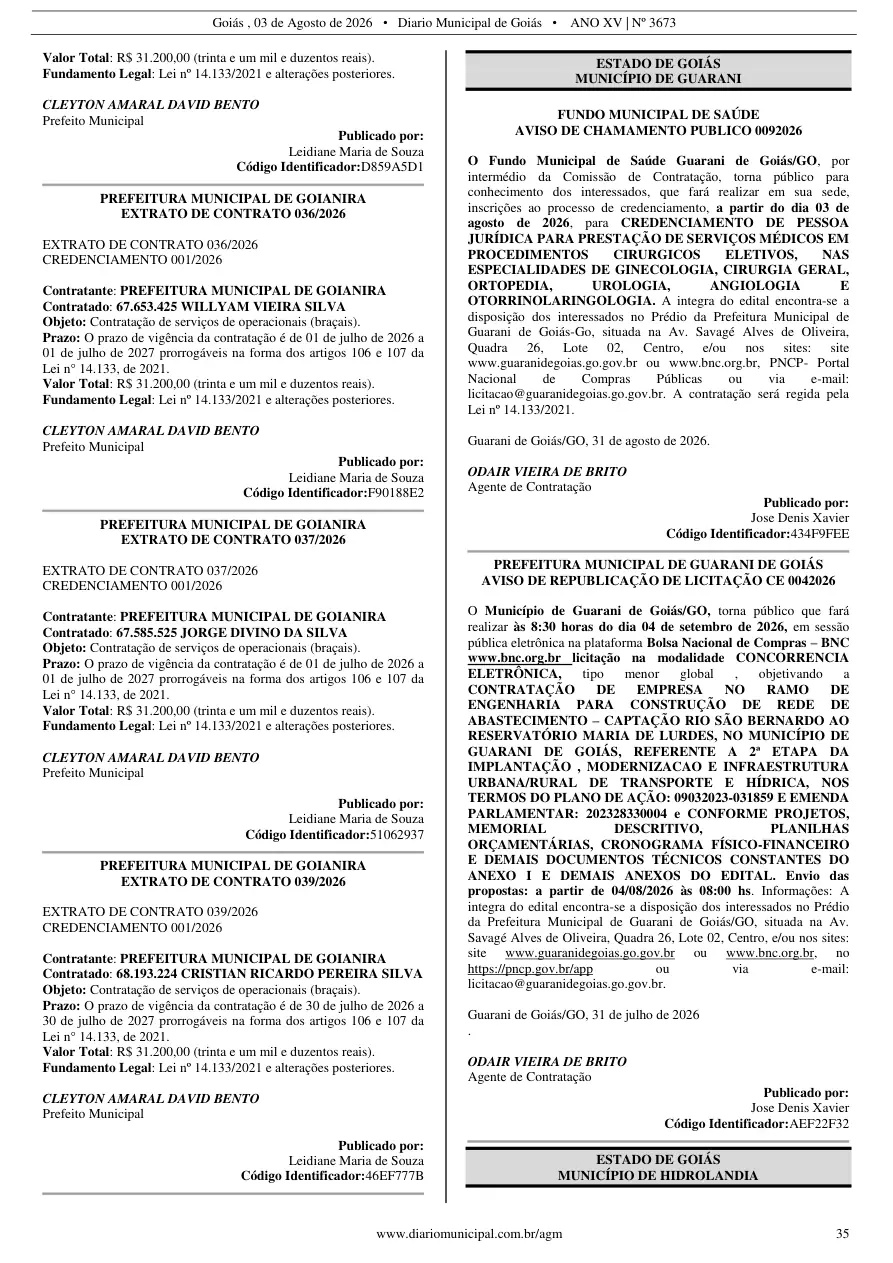 Goiás , 03 de Agosto de 2026 • Diario Municipal de Goiás • ANO XV | Nº 3673
Valor Total: R$ 31.200,00 (trinta e um mil e duzentos reais).
Fundamento Legal: Lei nº 14.133/2021 e alterações posteriores.
CLEYTON AMARAL DAVID BENTO
Prefeito Municipal
Publicado por:
Leidiane Maria de Souza
Código Identificador:D859A5D1
PREFEITURA MUNICIPAL DE GOIANIRA
EXTRATO DE CONTRATO 036/2026
EXTRATO DE CONTRATO 036/2026
CREDENCIAMENTO 001/2026
Contratante: PREFEITURA MUNICIPAL DE GOIANIRA
Contratado: 67.653.425 WILLYAM VIEIRA SILVA
Objeto: Contratação de serviços de operacionais (braçais).
Prazo: O prazo de vigência da contratação é de 01 de julho de 2026 a
01 de julho de 2027 prorrogáveis na forma dos artigos 106 e 107 da
Lei n° 14.133, de 2021.
Valor Total: R$ 31.200,00 (trinta e um mil e duzentos reais).
Fundamento Legal: Lei nº 14.133/2021 e alterações posteriores.
CLEYTON AMARAL DAVID BENTO
Prefeito Municipal
Publicado por:
Leidiane Maria de Souza
Código Identificador:F90188E2
PREFEITURA MUNICIPAL DE GOIANIRA
EXTRATO DE CONTRATO 037/2026
EXTRATO DE CONTRATO 037/2026
CREDENCIAMENTO 001/2026
Contratante: PREFEITURA MUNICIPAL DE GOIANIRA
Contratado: 67.585.525 JORGE DIVINO DA SILVA
Objeto: Contratação de serviços de operacionais (braçais).
Prazo: O prazo de vigência da contratação é de 01 de julho de 2026 a
01 de julho de 2027 prorrogáveis na forma dos artigos 106 e 107 da
Lei n° 14.133, de 2021.
Valor Total: R$ 31.200,00 (trinta e um mil e duzentos reais).
Fundamento Legal: Lei nº 14.133/2021 e alterações posteriores.
CLEYTON AMARAL DAVID BENTO
Prefeito Municipal
Publicado por:
Leidiane Maria de Souza
Código Identificador:51062937
PREFEITURA MUNICIPAL DE GOIANIRA
EXTRATO DE CONTRATO 039/2026
EXTRATO DE CONTRATO 039/2026
CREDENCIAMENTO 001/2026
Contratante: PREFEITURA MUNICIPAL DE GOIANIRA
Contratado: 68.193.224 CRISTIAN RICARDO PEREIRA SILVA
Objeto: Contratação de serviços de operacionais (braçais).
Prazo: O prazo de vigência da contratação é de 30 de julho de 2026 a
30 de julho de 2027 prorrogáveis na forma dos artigos 106 e 107 da
Lei n° 14.133, de 2021.
Valor Total: R$ 31.200,00 (trinta e um mil e duzentos reais).
Fundamento Legal: Lei nº 14.133/2021 e alterações posteriores.
CLEYTON AMARAL DAVID BENTO
Prefeito Municipal
Publicado por:
Leidiane Maria de Souza
Código Identificador:46EF777B
ESTADO DE GOIÁS
MUNICÍPIO DE GUARANI
FUNDO MUNICIPAL DE SAÚDE
AVISO DE CHAMAMENTO PUBLICO 0092026
O Fundo Municipal de Saúde Guarani de Goiás/GO, por
intermédio da Comissão de Contratação, torna público para
conhecimento dos interessados, que fará realizar em sua sede,
inscrições ao processo de credenciamento, a partir do dia 03 de
agosto de 2026, para CREDENCIAMENTO DE PESSOA
JURÍDICA PARA PRESTAÇÃO DE SERVIÇOS MÉDICOS EM
PROCEDIMENTOS CIRURGICOS ELETIVOS, NAS
ESPECIALIDADES DE GINECOLOGIA, CIRURGIA GERAL,
ORTOPEDIA, UROLOGIA, ANGIOLOGIA E
OTORRINOLARINGOLOGIA. A integra do edital encontra-se a
disposição dos interessados no Prédio da Prefeitura Municipal de
Guarani de Goiás-Go, situada na Av. Savagé Alves de Oliveira,
Quadra 26, Lote 02, Centro, e/ou nos sites: site
www.guaranidegoias.go.gov.br ou www.bnc.org.br, PNCP- Portal
Nacional de Compras Públicas ou via e-mail:
licitacao@guaranidegoias.go.gov.br. A contratação será regida pela
Lei nº 14.133/2021.
Guarani de Goiás/GO, 31 de agosto de 2026.
ODAIR VIEIRA DE BRITO
Agente de Contratação
Publicado por:
Jose Denis Xavier
Código Identificador:434F9FEE
PREFEITURA MUNICIPAL DE GUARANI DE GOIÁS
AVISO DE REPUBLICAÇÃO DE LICITAÇÃO CE 0042026
O Município de Guarani de Goiás/GO, torna público que fará
realizar às 8:30 horas do dia 04 de setembro de 2026, em sessão
pública eletrônica na plataforma Bolsa Nacional de Compras – BNC
www.bnc.org.br licitação na modalidade CONCORRENCIA
ELETRÔNICA, tipo menor global , objetivando a
CONTRATAÇÃO DE EMPRESA NO RAMO DE
ENGENHARIA PARA CONSTRUÇÃO DE REDE DE
ABASTECIMENTO – CAPTAÇÃO RIO SÃO BERNARDO AO
RESERVATÓRIO MARIA DE LURDES, NO MUNICÍPIO DE
GUARANI DE GOIÁS, REFERENTE A 2ª ETAPA DA
IMPLANTAÇÃO , MODERNIZACAO E INFRAESTRUTURA
URBANA/RURAL DE TRANSPORTE E HÍDRICA, NOS
TERMOS DO PLANO DE AÇÃO: 09032023-031859 E EMENDA
PARLAMENTAR: 202328330004 e CONFORME PROJETOS,
MEMORIAL DESCRITIVO, PLANILHAS
ORÇAMENTÁRIAS, CRONOGRAMA FÍSICO-FINANCEIRO
E DEMAIS DOCUMENTOS TÉCNICOS CONSTANTES DO
ANEXO I E DEMAIS ANEXOS DO EDITAL. Envio das
propostas: a partir de 04/08/2026 às 08:00 hs. Informações: A
integra do edital encontra-se a disposição dos interessados no Prédio
da Prefeitura Municipal de Guarani de Goiás/GO, situada na Av.
Savagé Alves de Oliveira, Quadra 26, Lote 02, Centro, e/ou nos sites:
site www.guaranidegoias.go.gov.br ou www.bnc.org.br, no
https://pncp.gov.br/app ou via e-mail:
licitacao@guaranidegoias.go.gov.br.
Guarani de Goiás/GO, 31 de julho de 2026
.
ODAIR VIEIRA DE BRITO
Agente de Contratação
Publicado por:
Jose Denis Xavier
Código Identificador:AEF22F32
ESTADO DE GOIÁS
MUNICÍPIO DE HIDROLANDIA
www.diariomunicipal.com.br/agm 35